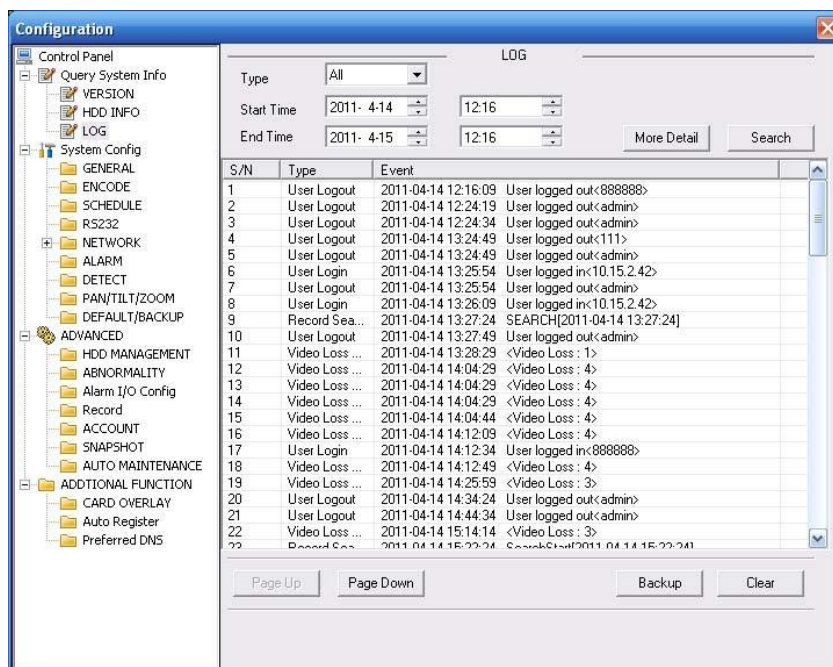 Configuration
Control Panel
Query System Info
VERSION
HDD INFO
LOG
System Config
GENERAL
ENCODE
SCHEDULE
RS232
NETWORK
ALARM
DETECT
PAN/TILT/ZOOM
DEFAULT/BACKUP
ADVANCED
HDD MANAGEMENT
ABNORMALITY
Alarm I/O Config
Record
ACCOUNT
SNAPSHOT
AUTO MAINTENANCE
ADDTIONAL FUNCTION
CARD OVERLAY
Auto Register
Preferred DNS
LOG
Type All
Start Time 2011- 4-14 12:16
End Time 2011- 4-15 12:16 More Detail Search
S/N Type Event
1 User Logout 2011-04-14 12:16:09 User logged out<888888>
2 User Logout 2011-04-14 12:24:19 User logged out<admin>
3 User Logout 2011-04-14 12:24:34 User logged out<admin>
4 User Logout 2011-04-14 13:24:49 User logged out<111>
5 User Logout 2011-04-14 13:24:49 User logged out<admin>
6 User Login 2011-04-14 13:25:54 User logged in<10.15.2.42>
7 User Logout 2011-04-14 13:25:54 User logged out<admin>
8 User Login 2011-04-14 13:26:09 User logged in<10.15.2.42>
9 Record Sea... 2011-04-14 13:27:24 SEARCH[2011-04-14 13:27:24]
10 User Logout 2011-04-14 13:27:49 User logged out<admin>
11 Video Loss ... 2011-04-14 13:28:29 <Video Loss : 1>
12 Video Loss ... 2011-04-14 14:04:29 <Video Loss : 4>
13 Video Loss ... 2011-04-14 14:04:29 <Video Loss : 4>
14 Video Loss ... 2011-04-14 14:04:29 <Video Loss : 4>
15 Video Loss ... 2011-04-14 14:04:44 <Video Loss : 4>
16 Video Loss ... 2011-04-14 14:12:09 <Video Loss : 4>
17 User Login 2011-04-14 14:12:34 User logged in<888888>
18 Video Loss ... 2011-04-14 14:12:49 <Video Loss : 4>
19 Video Loss ... 2011-04-14 14:25:59 <Video Loss : 3>
20 User Logout 2011-04-14 14:34:24 User logged out<admin>
21 User Logout 2011-04-14 14:44:34 User logged out<admin>
22 Video Loss ... 2011-04-14 15:14:14 <Video Loss : 3>
23 Record Sea... 2011-04-14 15:22:24 SearchStart[2011-04-14 15:22:24]
Page Up Page Down Backup Clear